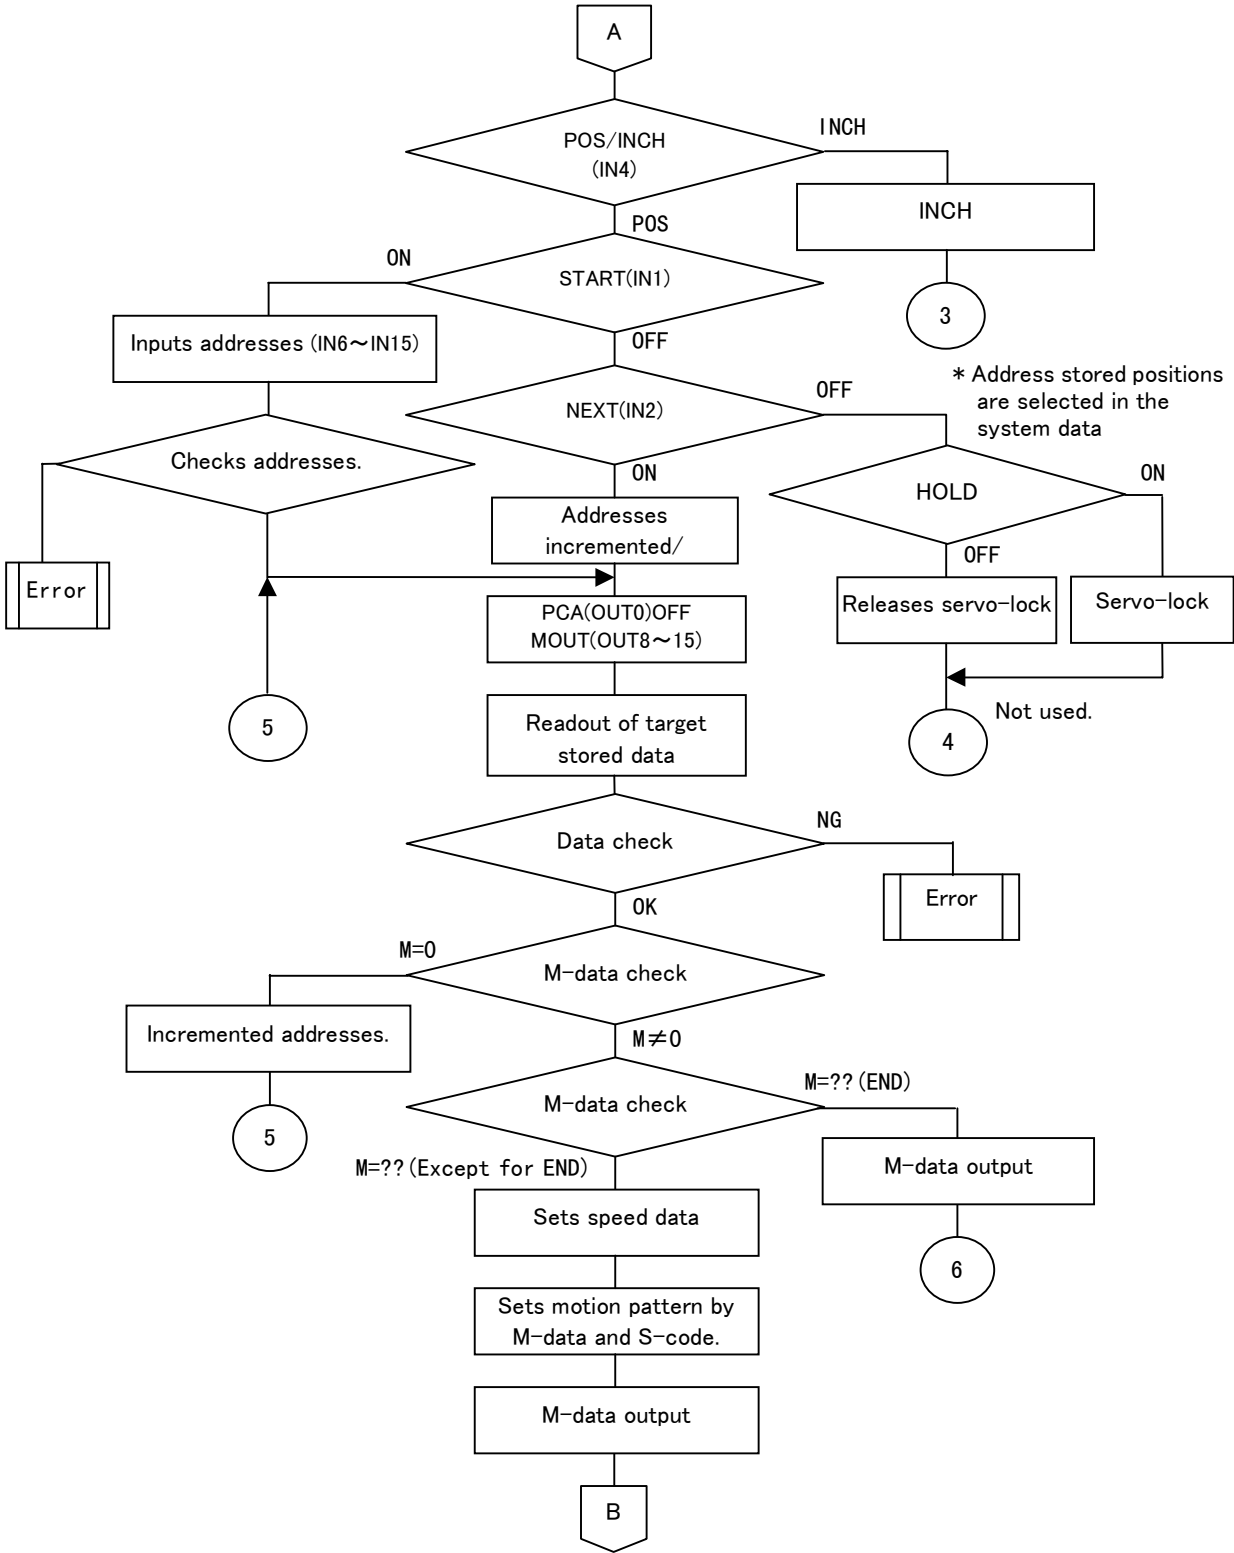 A
POS/INCH
(IN4)
INCH
INCH
3
POS
START(IN1)
ON
Inputs addresses (IN6～IN15)
Checks addresses.
Error
5
OFF
NEXT(IN2)
OFF
* Address stored positions
are selected in the
system data
HOLD
ON
Servo-lock
OFF
Releases servo-lock
Not used.
4
ON
Addresses
incremented/
PCA(OUT0)OFF
MOUT(OUT8～15)
Readout of target
stored data
Data check
NG
Error
OK
M-data check
M=0
Incremented addresses.
5
M≠0
M-data check
M=??(END)
M-data output
6
M=??(Except for END)
Sets speed data
Sets motion pattern by
M-data and S-code.
M-data output
B